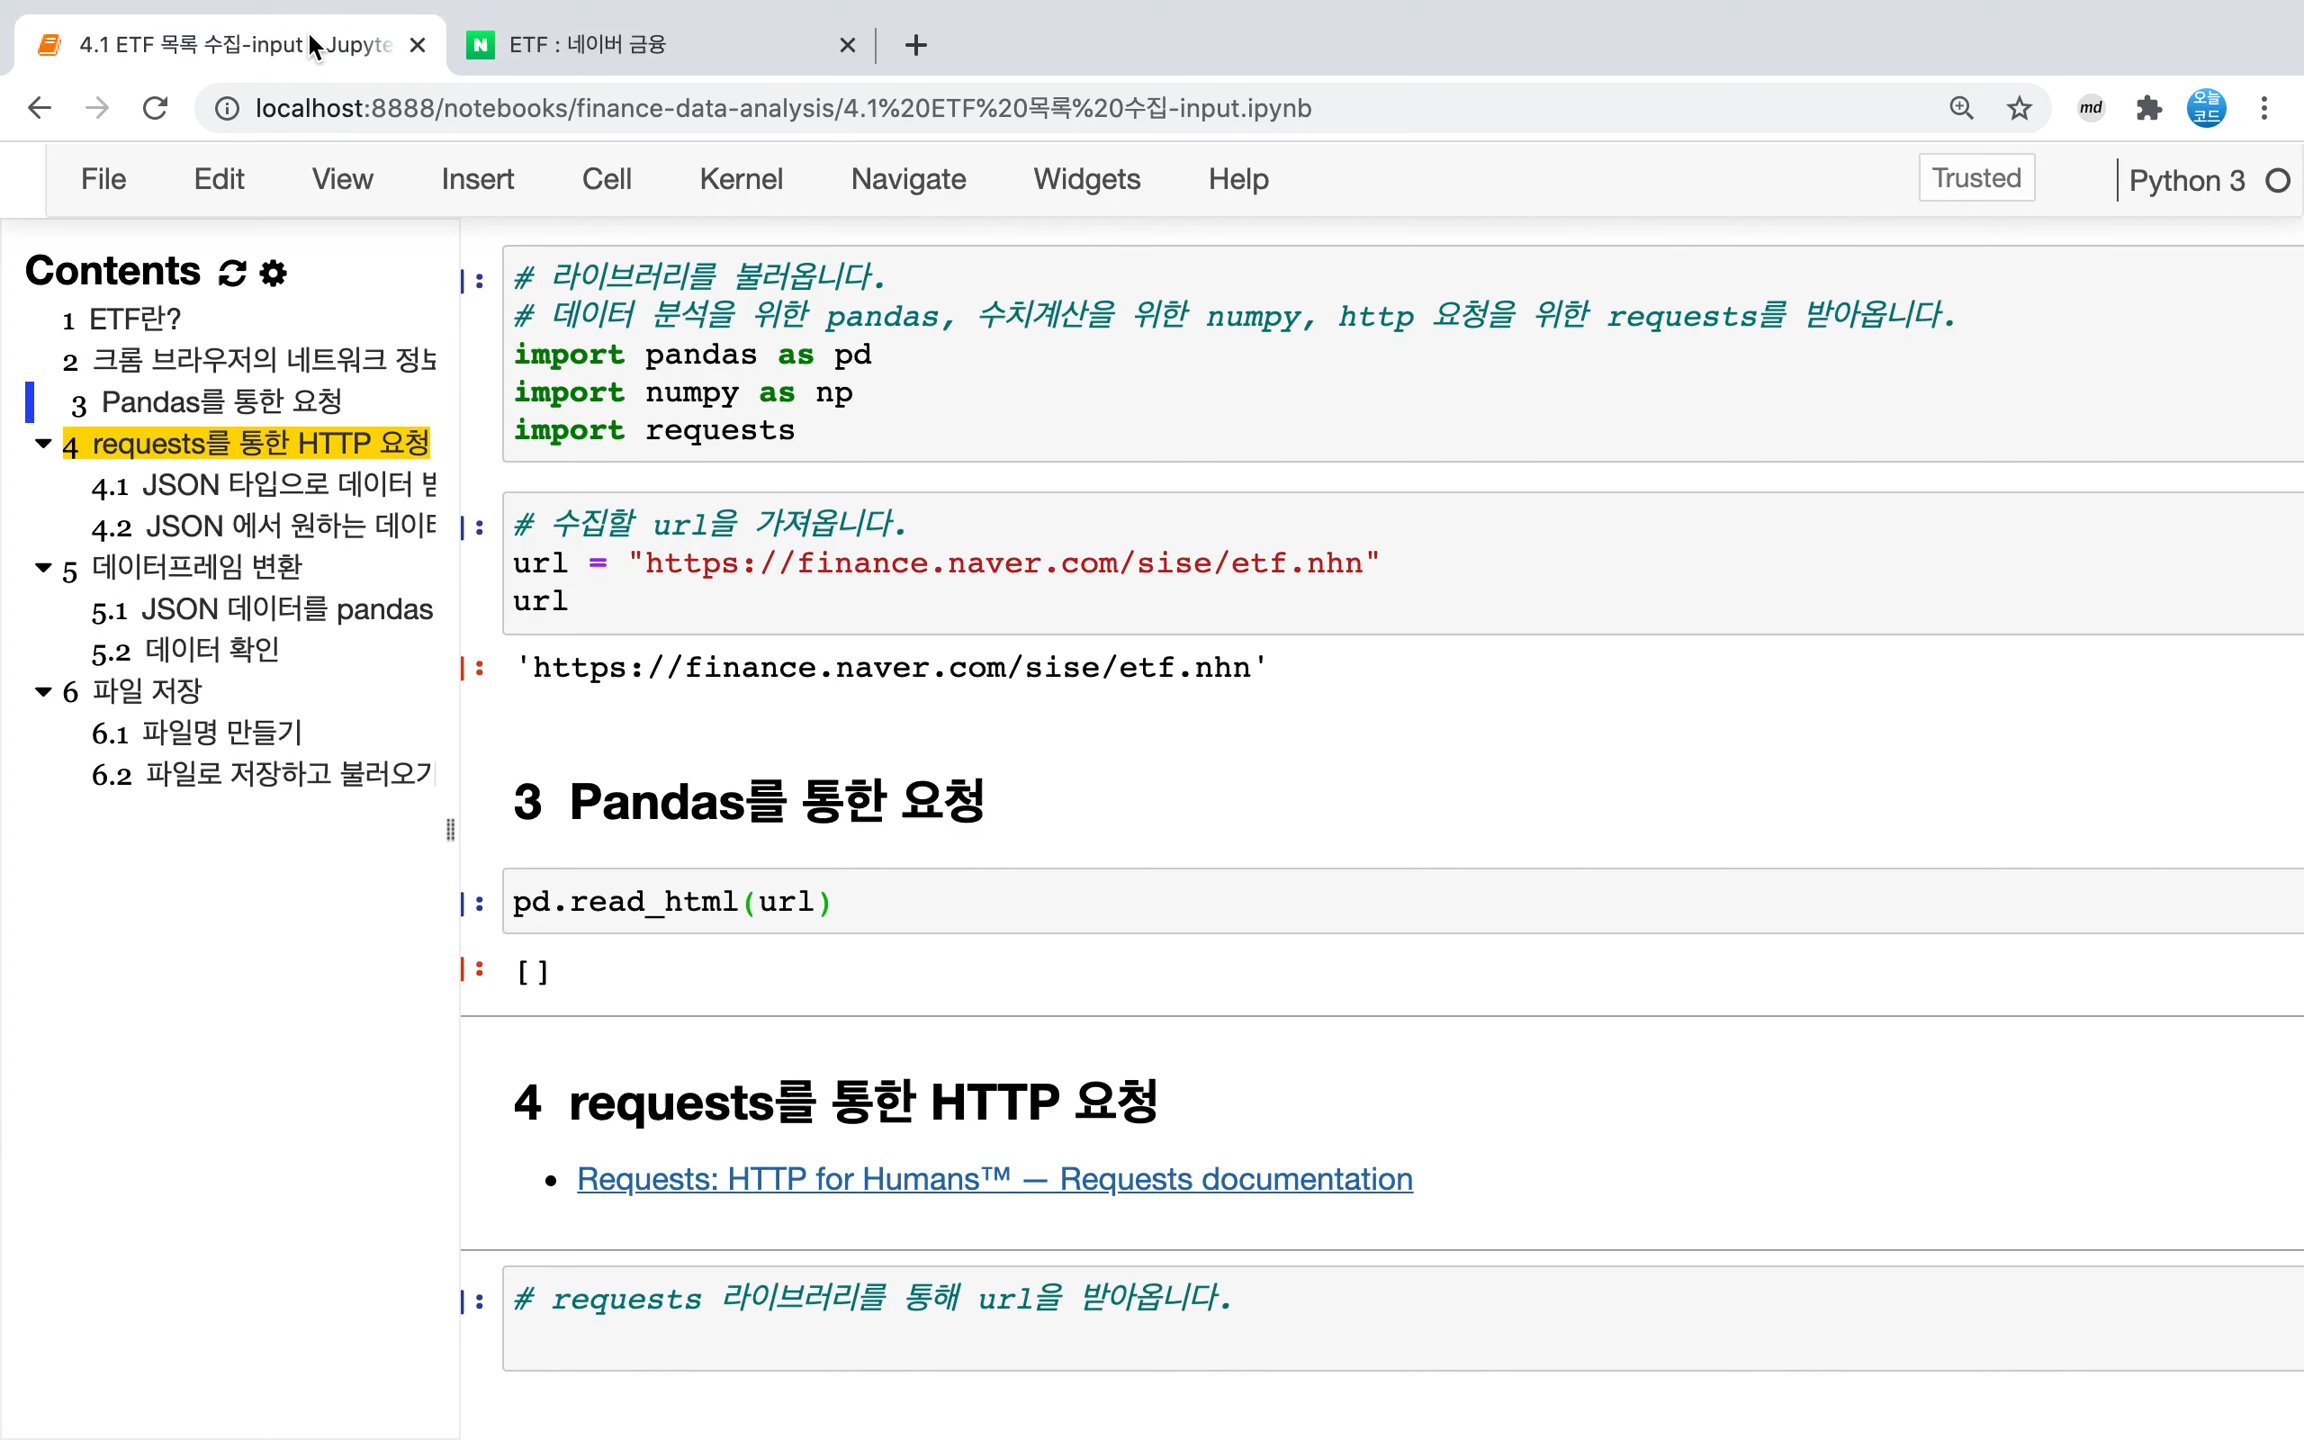 4.1 ETF 목록 수집-input - Jupyte
ETF : 네이버 금융
localhost:8888/notebooks/finance-data-analysis/4.1%20ETF%20목록%20수집-input.ipynb
md
오늘
코드
File Edit View Insert Cell Kernel Navigate Widgets Help
Trusted
Python 3
Contents
1 ETF란?
2 크롬 브라우저의 네트워크 정보
3 Pandas를 통한 요청
4 requests를 통한 HTTP 요청
4.1 JSON 타입으로 데이터
4.2 JSON 에서 원하는 데이터
5 데이터프레임 변환
5.1 JSON 데이터를 pandas
5.2 데이터 확인
6 파일 저장
6.1 파일명 만들기
6.2 파일로 저장하고 불러오기
]: # 라이브러리를 불러옵니다.
# 데이터 분석을 위한 pandas, 수치계산을 위한 numpy, http 요청을 위한 requests를 받아옵니다.
import pandas as pd
import numpy as np
import requests
]: # 수집할 url을 가져옵니다.
url = "https://finance.naver.com/sise/etf.nhn"
url
]: 'https://finance.naver.com/sise/etf.nhn'
3 Pandas를 통한 요청
]: pd.read_html(url)
]: []
4 requests를 통한 HTTP 요청
• Requests: HTTP for Humans™ — Requests documentation
]: # requests 라이브러리를 통해 url을 받아옵니다.